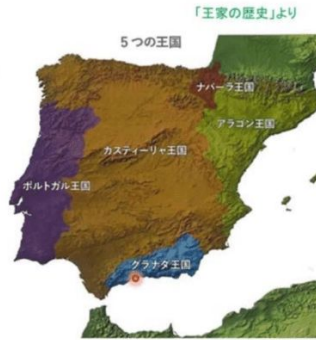 「王家の歴史」より
5つの王国
ナバーラ王国
アラゴン王国
カスティーリャ王国
ポルトガル王国
グラナダ王国